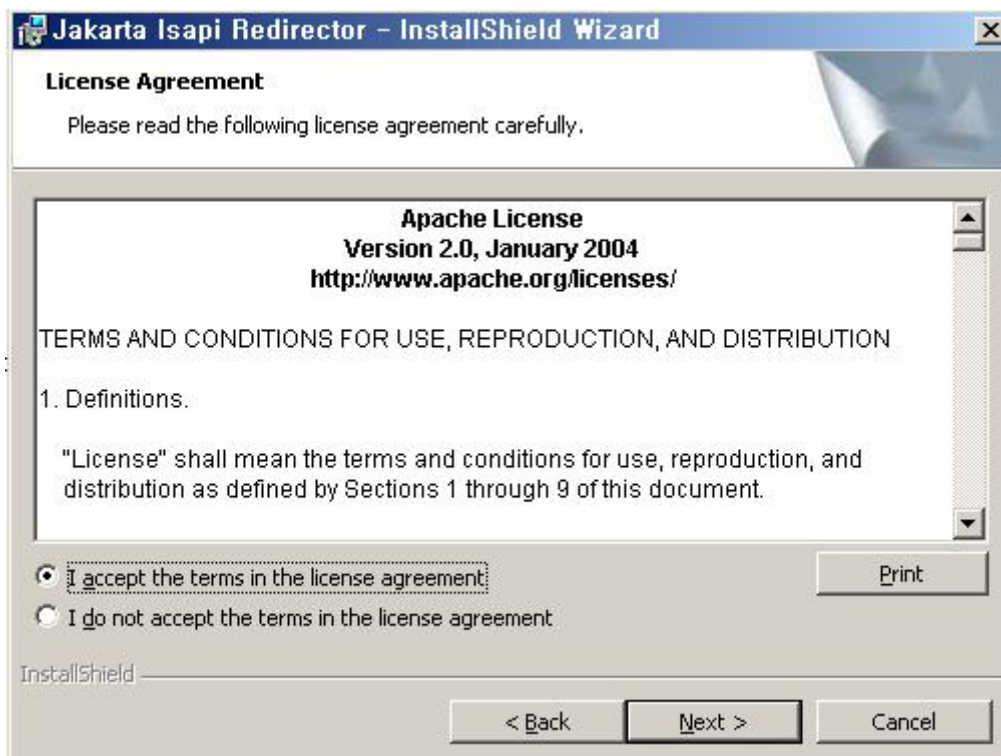 Jakarta Isapi Redirector - InstallShield Wizard
License Agreement
Please read the following license agreement carefully.
Apache License
Version 2.0, January 2004
http://www.apache.org/licenses/
TERMS AND CONDITIONS FOR USE, REPRODUCTION, AND DISTRIBUTION
1. Definitions.
"License" shall mean the terms and conditions for use, reproduction, and
distribution as defined by Sections 1 through 9 of this document.
I accept the terms in the license agreement
Print
I do not accept the terms in the license agreement
InstallShield
< Back
Next >
Cancel